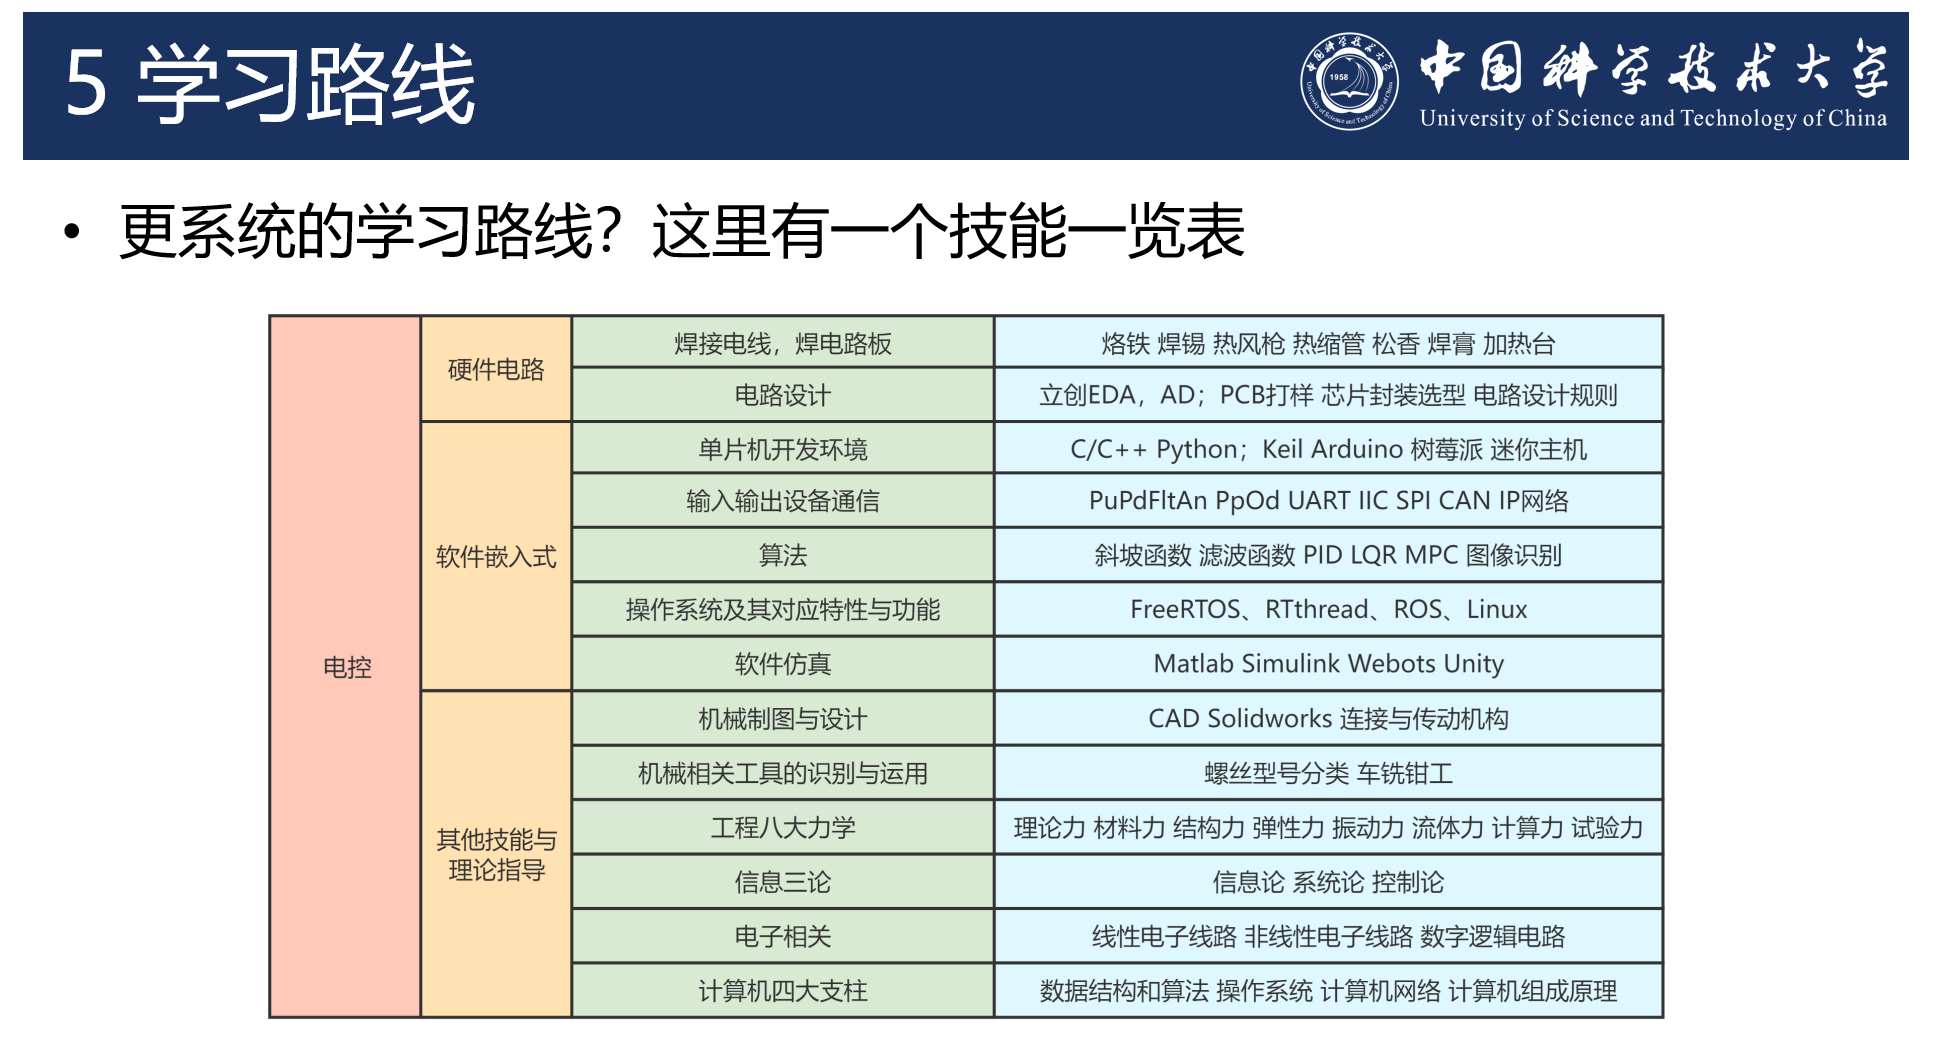 5 学习路线
1958
中国科学技术大学
University of Science and Technology of China
• 更系统的学习路线？这里有一个技能一览表
电控
硬件电路
焊接电线，焊电路板
烙铁 焊锡 热风枪 热缩管 松香 焊膏 加热台
电路设计
立创EDA，AD；PCB打样 芯片封装选型 电路设计规则
软件嵌入式
单片机开发环境
C/C++ Python；Keil Arduino 树莓派 迷你主机
输入输出设备通信
PuPdFltAn PpOd UART IIC SPI CAN IP网络
算法
斜坡函数 滤波函数 PID LQR MPC 图像识别
操作系统及其对应特性与功能
FreeRTOS、RTthread、ROS、Linux
软件仿真
Matlab Simulink Webots Unity
其他技能与
理论指导
机械制图与设计
CAD Solidworks 连接与传动机构
机械相关工具的识别与运用
螺丝型号分类 车铣钳工
工程八大力学
理论力 材料力 结构力 弹性力 振动力 流体力 计算力 试验力
信息三论
信息论 系统论 控制论
电子相关
线性电子线路 非线性电子线路 数字逻辑电路
计算机四大支柱
数据结构和算法 操作系统 计算机网络 计算机组成原理